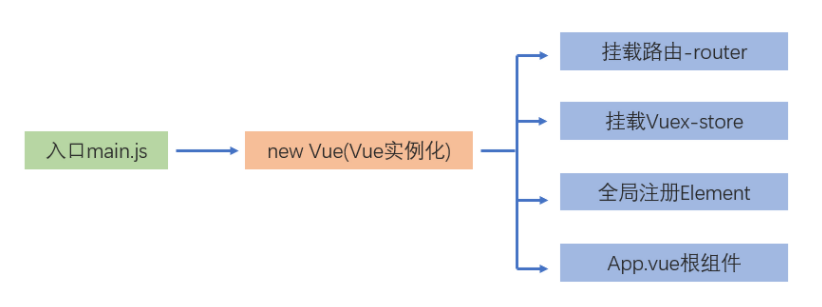 入口main.js
new Vue(Vue实例化)
挂载路由-router
挂载Vuex-store
全局注册Element
App.vue根组件